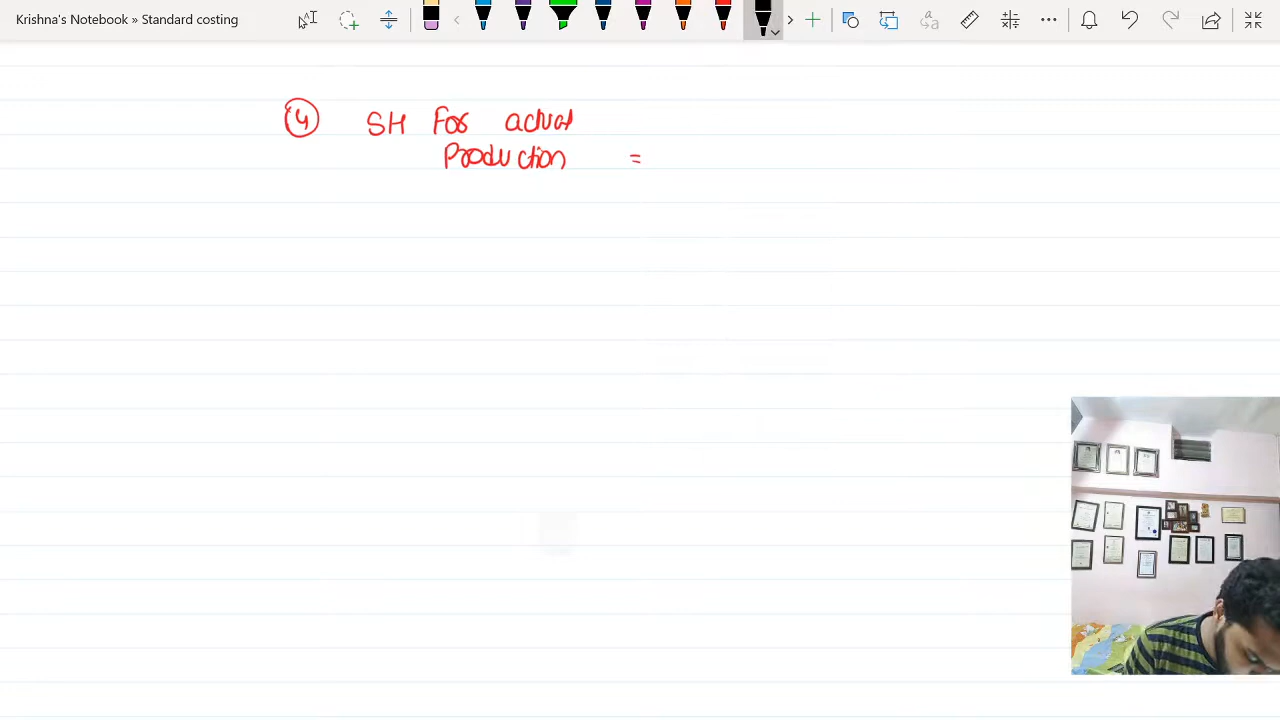 Krishna's Notebook » Standard costing
④ SH For actual
Production =